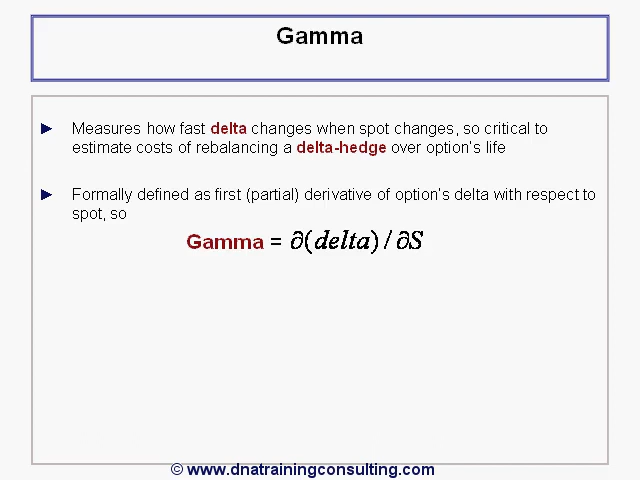 Gamma
► Measures how fast delta changes when spot changes, so critical to
estimate costs of rebalancing a delta-hedge over option's life
► Formally defined as first (partial) derivative of option's delta with respect to
spot, so
Gamma = ∂(delta)/∂S
© www.dnatrainingconsulting.com